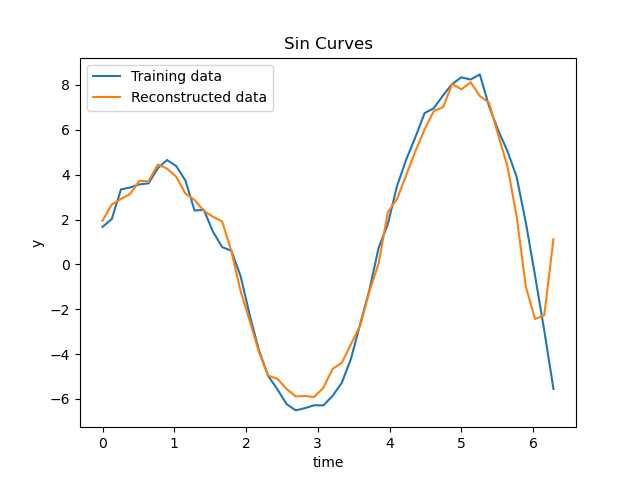 Sin Curves
Training data
Reconstructed data
8
6
4
2
0
−2
−4
−6
y
0 1 2 3 4 5 6
time